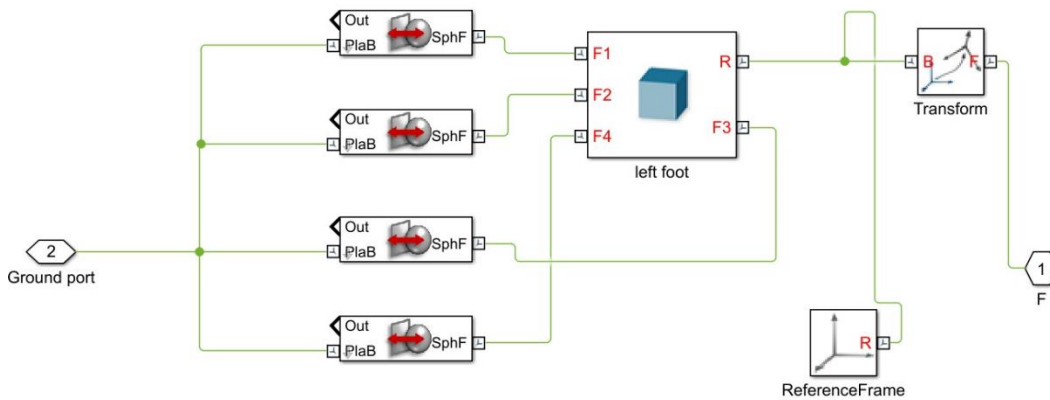 Out
PlaB
SphF
Out
PlaB
SphF
Out
PlaB
SphF
Out
PlaB
SphF
F1
F2
F4
R
F3
left foot
B
F
Transform
2
Ground port
1
F
R
ReferenceFrame